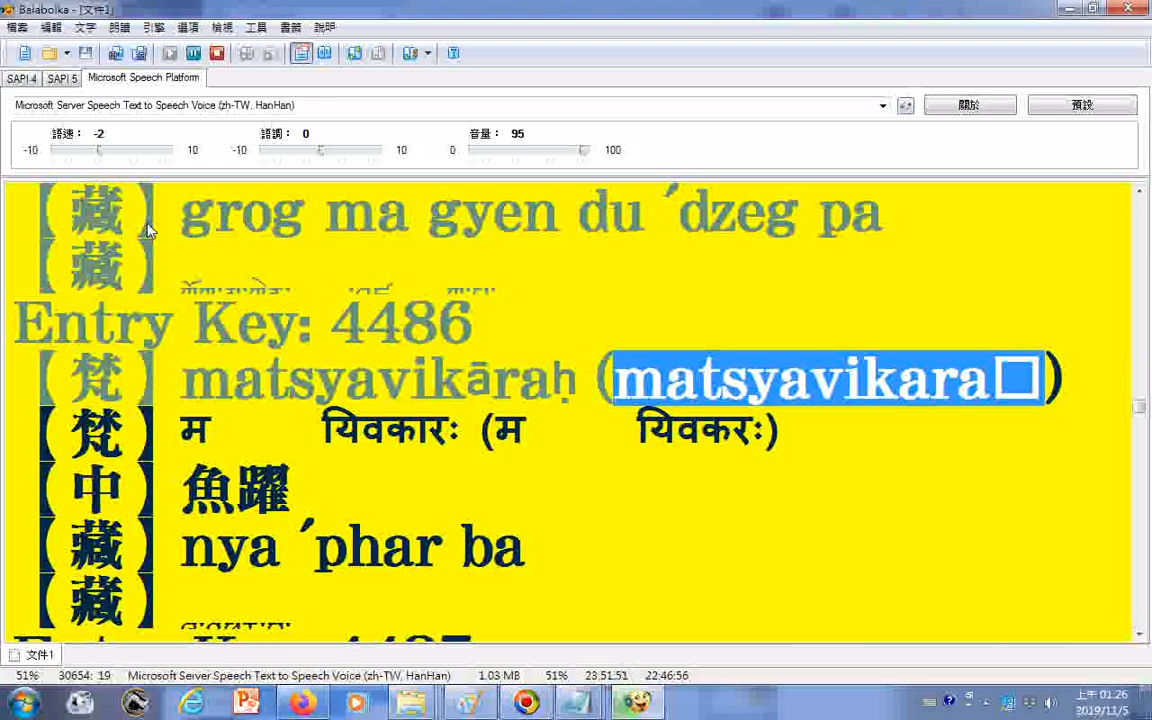 Balabolka - [文件1]
檔案 編輯 文字 朗讀 引擎 選項 檢視 工具 書籤 說明
SAPI 4 SAPI 5 Microsoft Speech Platform
Microsoft Server Speech Text to Speech Voice (zh-TW, HanHan) 關於 預設
語速： -2 語調： 0 音量： 95
-10 10 -10 10 0 100
【藏】grog ma gyen du ´dzeg pa
【藏】
Entry Key: 4486
【梵】matsyavikāraḥ (matsyavikara□)
【梵】म यिवकारः (म यिवकरः)
【中】魚躍
【藏】nya ´phar ba
【藏】
文件1
51% 30654: 19 Microsoft Server Speech Text to Speech Voice (zh-TW, HanHan) 1.03 MB 51% 23:51:51 22:46:56
上午 01:26
2019/11/5